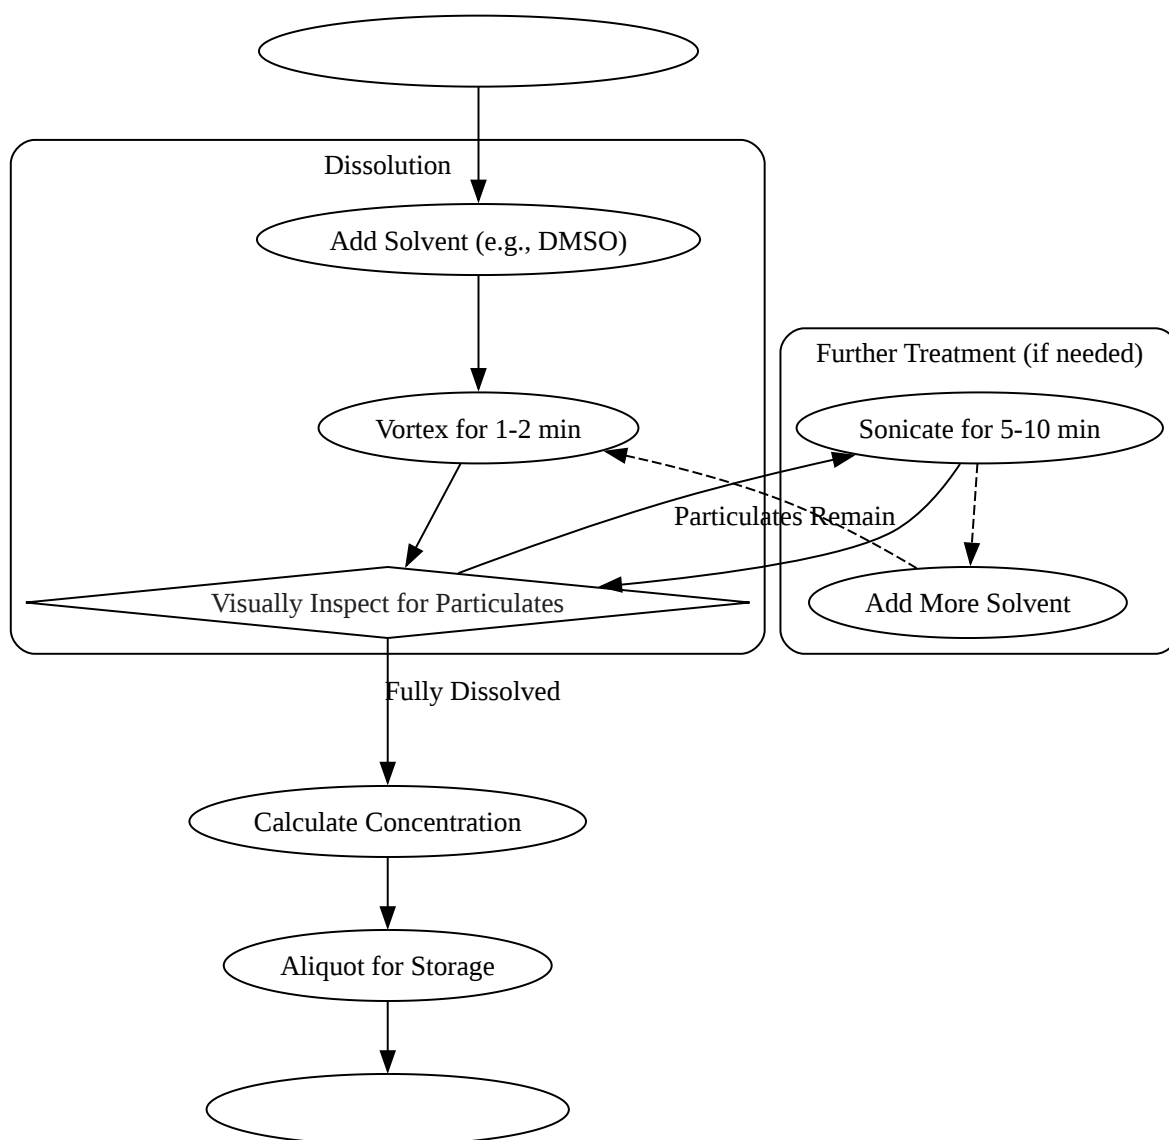 Dissolution
Add Solvent (e.g., DMSO)
Further Treatment (if needed)
Vortex for 1-2 min
Sonicate for 5-10 min
Particulates Remain
Visually Inspect for Particulates
Add More Solvent
Fully Dissolved
Calculate Concentration
Aliquot for Storage